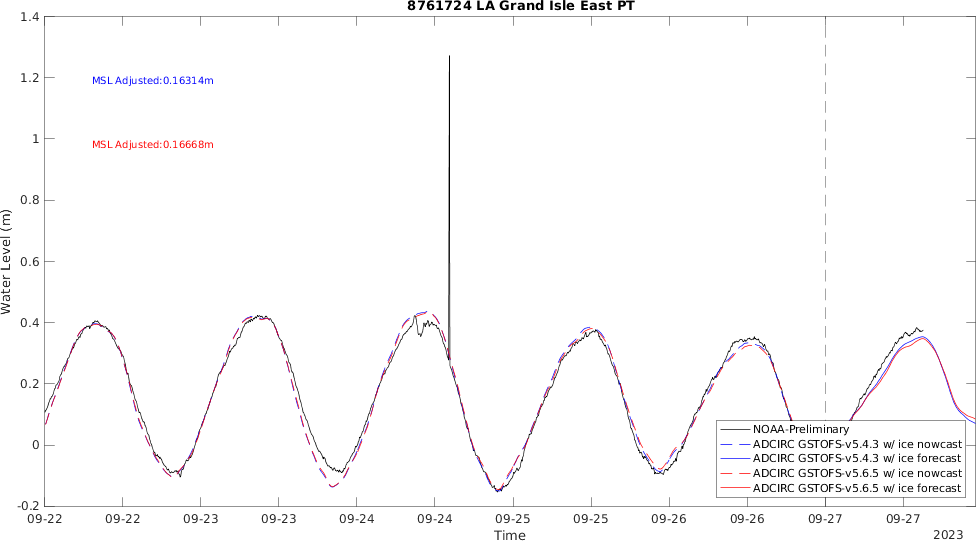 8761724 LA Grand Isle East PT
1.4
1.2
1
0.8
0.6
0.4
0.2
0
-0.2
Water Level (m)
MSL Adjusted:0.16314m
MSL Adjusted:0.16668m
NOAA-Preliminary
ADCIRC GSTOFS-v5.4.3 w/ ice nowcast
ADCIRC GSTOFS-v5.4.3 w/ ice forecast
ADCIRC GSTOFS-v5.6.5 w/ ice nowcast
ADCIRC GSTOFS-v5.6.5 w/ ice forecast
09-22 09-22 09-23 09-23 09-24 09-24 09-25 09-25 09-26 09-26 09-27 09-27
Time
2023